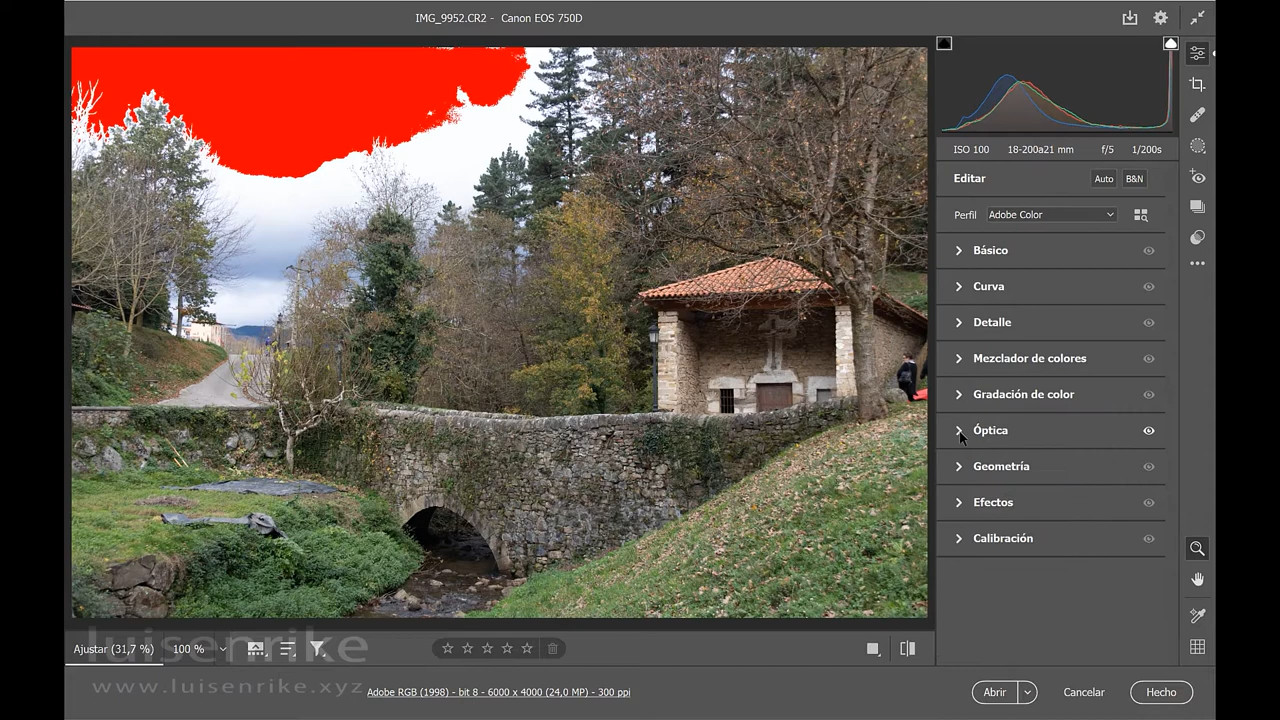 IMG_9952.CR2 - Canon EOS 750D
ISO 100 18-200a21 mm f/5 1/200s
Editar Auto B&N
Perfil Adobe Color
Básico
Curva
Detalle
Mezclador de colores
Gradación de color
Óptica
Geometría
Efectos
Calibración
Ajustar (31,7 %) 100 %
luisenrike
www.luisenrike.xyz
Adobe RGB (1998) - bit 8 - 6000 x 4000 (24,0 MP) - 300 ppi
Abrir Cancelar Hecho